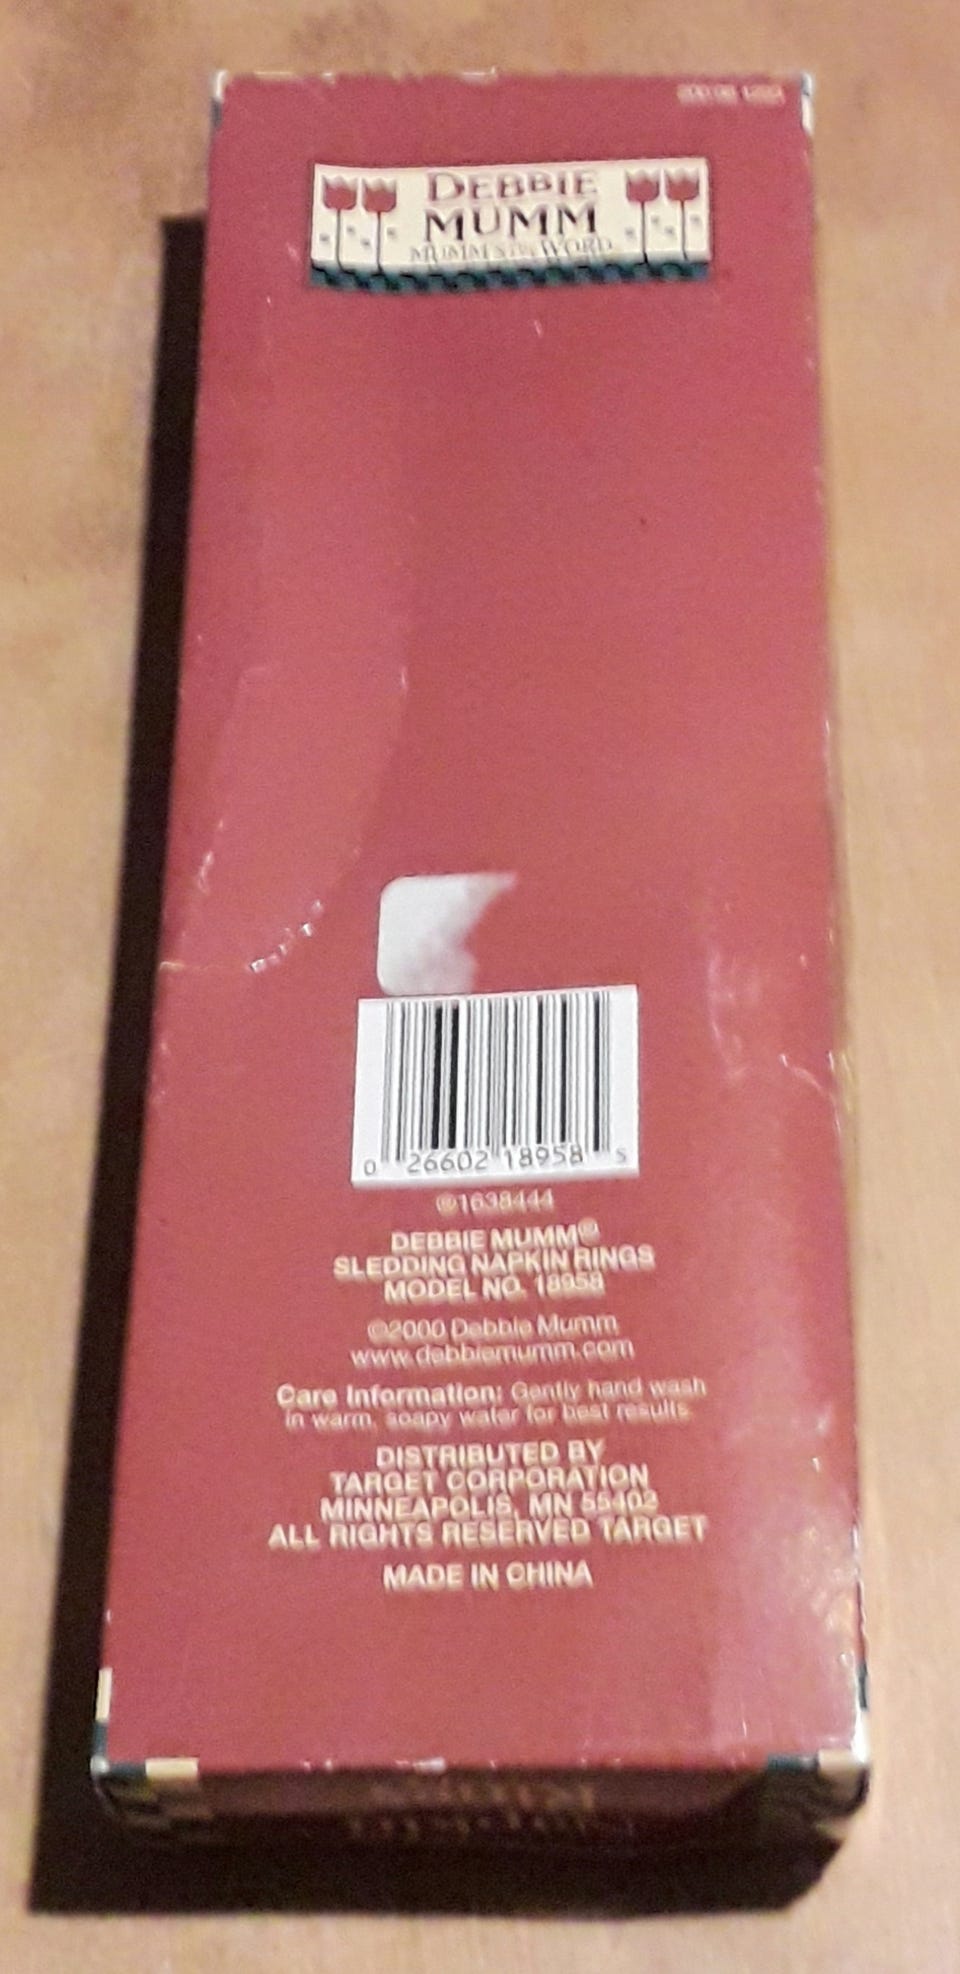 DEBBIE
MUMM
MUMM'S THE WORD
0 26602 18958 5
©1638444
DEBBIE MUMM®
SLEDDING NAPKIN RINGS
MODEL NO. 18958
©2000 Debbie Mumm
www.debbiemumm.com
Care Information: Gently hand wash
in warm, soapy water for best results.
DISTRIBUTED BY
TARGET CORPORATION
MINNEAPOLIS, MN 55402
ALL RIGHTS RESERVED TARGET
MADE IN CHINA